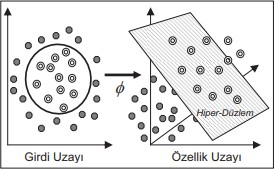 ϕ
Hiper-Düzlem
Girdi Uzayı
Özellik Uzayı